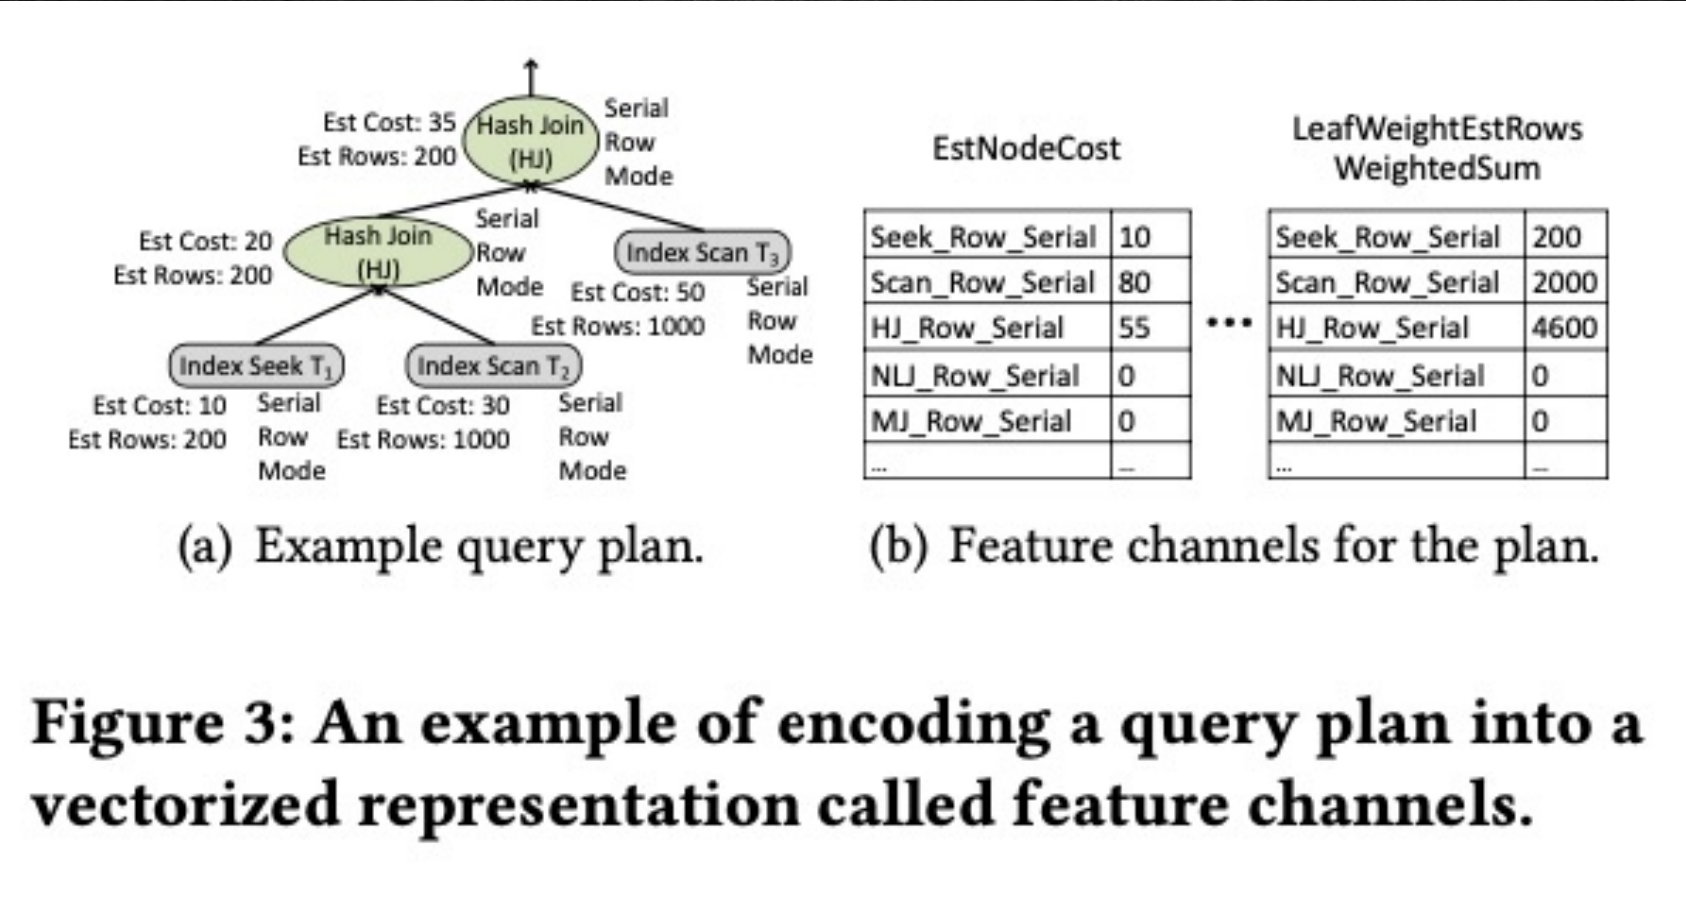 Est Cost: 35
Est Rows: 200
Hash Join
(HJ)
Serial
Row
Mode
Est Cost: 20
Est Rows: 200
Hash Join
(HJ)
Serial
Row
Mode
Index Scan T3
Est Cost: 50
Est Rows: 1000
Serial
Row
Mode
Index Seek T1
Est Cost: 10
Est Rows: 200
Serial
Row
Mode
Index Scan T2
Est Cost: 30
Est Rows: 1000
Serial
Row
Mode
(a) Example query plan.
EstNodeCost
Seek_Row_Serial 10
Scan_Row_Serial 80
HJ_Row_Serial 55
NLJ_Row_Serial 0
MJ_Row_Serial 0
... ...
•••
LeafWeightEstRows
WeightedSum
Seek_Row_Serial 200
Scan_Row_Serial 2000
HJ_Row_Serial 4600
NLJ_Row_Serial 0
MJ_Row_Serial 0
... ...
(b) Feature channels for the plan.
Figure 3: An example of encoding a query plan into a
vectorized representation called feature channels.